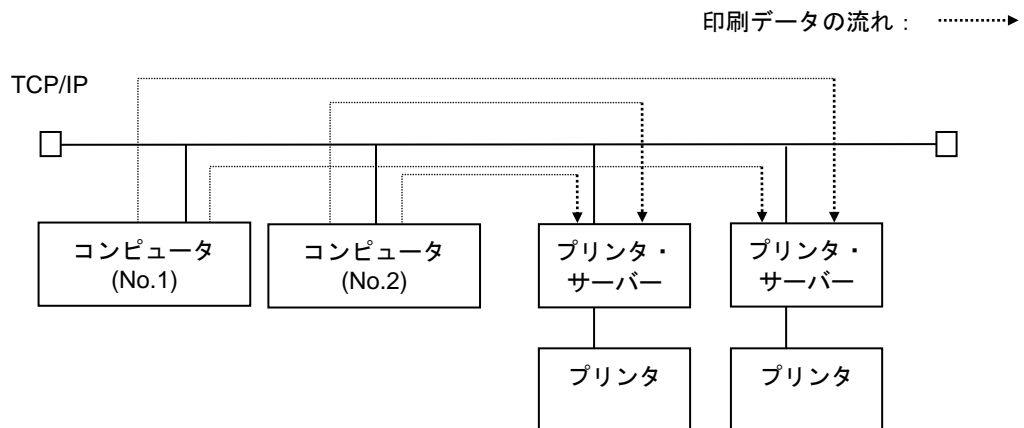 印刷データの流れ：
TCP/IP
コンピュータ
(No.1)
コンピュータ
(No.2)
プリンタ・
サーバー
プリンタ・
サーバー
プリンタ
プリンタ